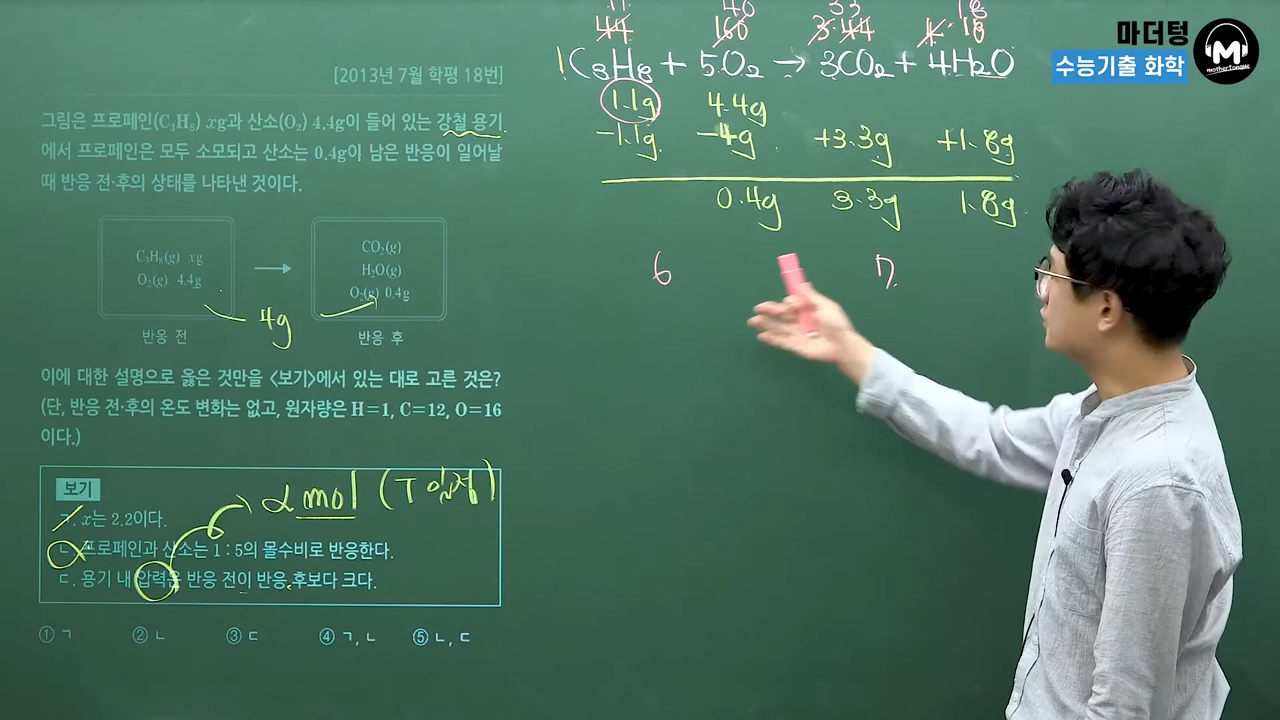 마더텅
수능기출 화학
mothertongue
[2013년 7월 학평 18번]
그림은 프로페인(C₃H₈) xg과 산소(O₂) 4.4g이 들어 있는 강철 용기
에서 프로페인은 모두 소모되고 산소는 0.4g이 남은 반응이 일어날
때 반응 전·후의 상태를 나타낸 것이다.
C₃H₈(g) xg
O₂(g) 4.4g
반응 전
CO₂(g)
H₂O(g)
O₂(g) 0.4g
반응 후
4g
이에 대한 설명으로 옳은 것만을 <보기>에서 있는 대로 고른 것은?
(단, 반응 전·후의 온도 변화는 없고, 원자량은 H=1, C=12, O=16
이다.)
보기
α mol (T 일정)
ㄱ. x는 2.2이다.
ㄴ. 프로페인과 산소는 1 : 5의 몰수비로 반응한다.
ㄷ. 용기 내 압력은 반응 전이 반응 후보다 크다.
① ㄱ ② ㄴ ③ ㄷ ④ ㄱ, ㄴ ⑤ ㄴ, ㄷ
44 160 3·44 4·18
1C₃H₈ + 5O₂ → 3CO₂ + 4H₂O
1.1g 4.4g
-1.1g -4g +3.3g +1.8g
0.4g 3.3g 1.8g
6 7